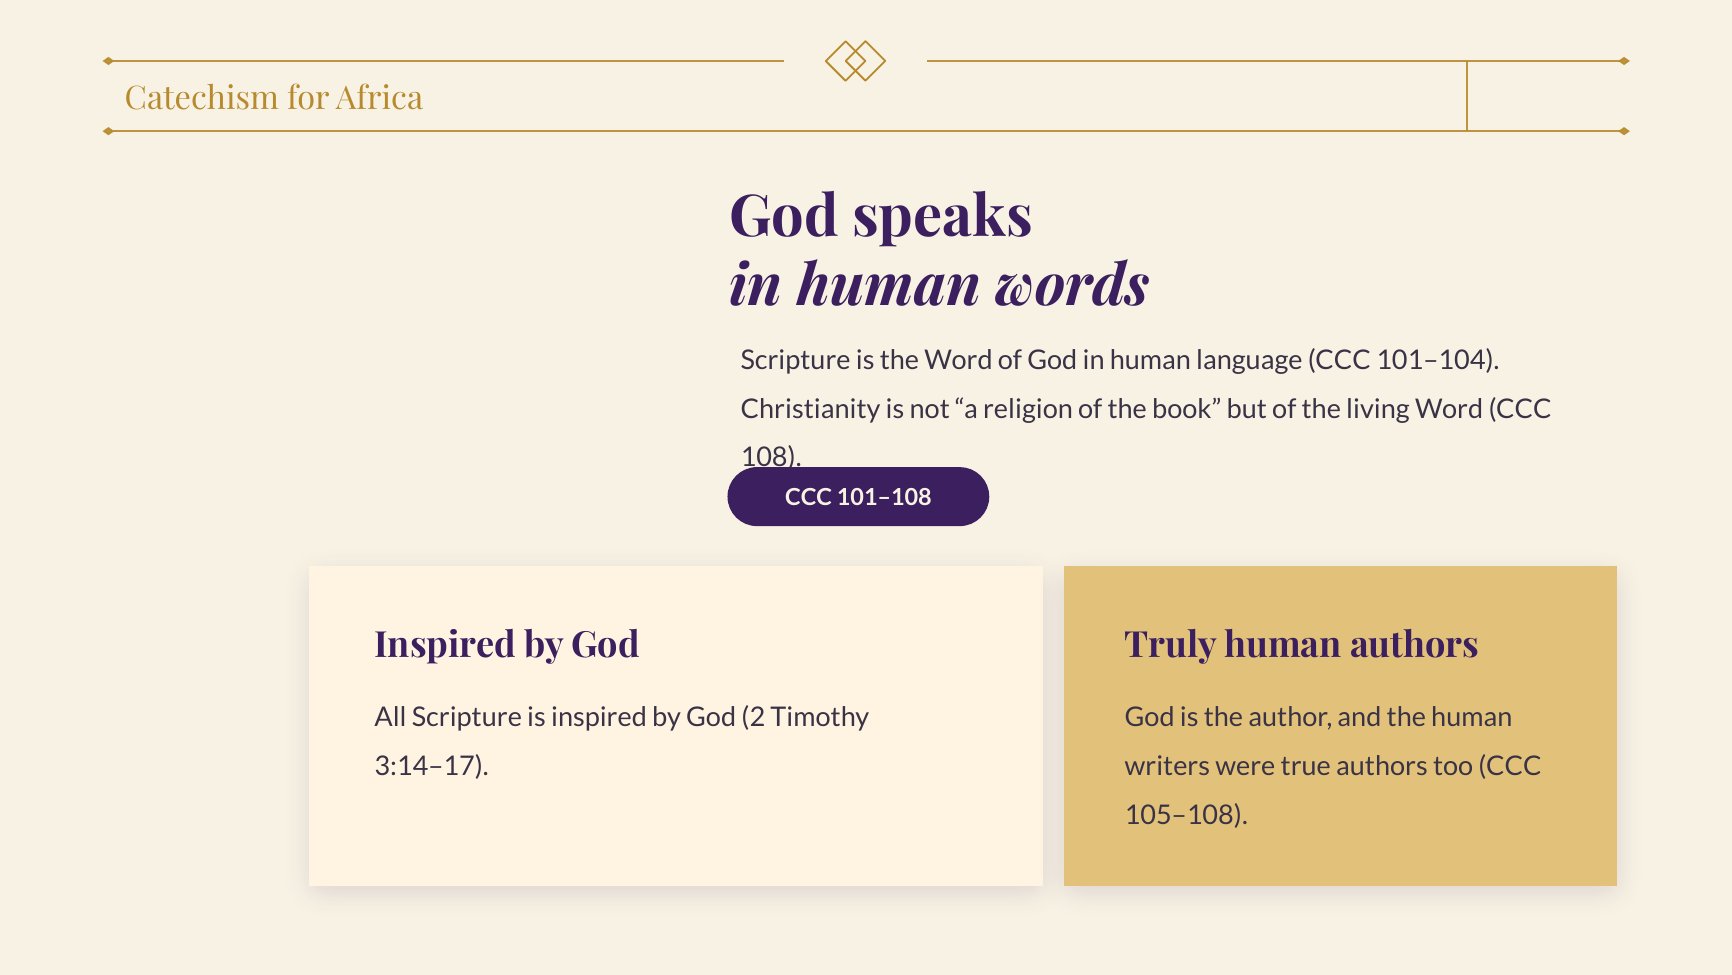 Catechism for Africa
God speaks
in human words
Scripture is the Word of God in human language (CCC 101–104).
Christianity is not “a religion of the book” but of the living Word (CCC
108).
CCC 101–108
Inspired by God
All Scripture is inspired by God (2 Timothy
3:14–17).
Truly human authors
God is the author, and the human
writers were true authors too (CCC
105–108).